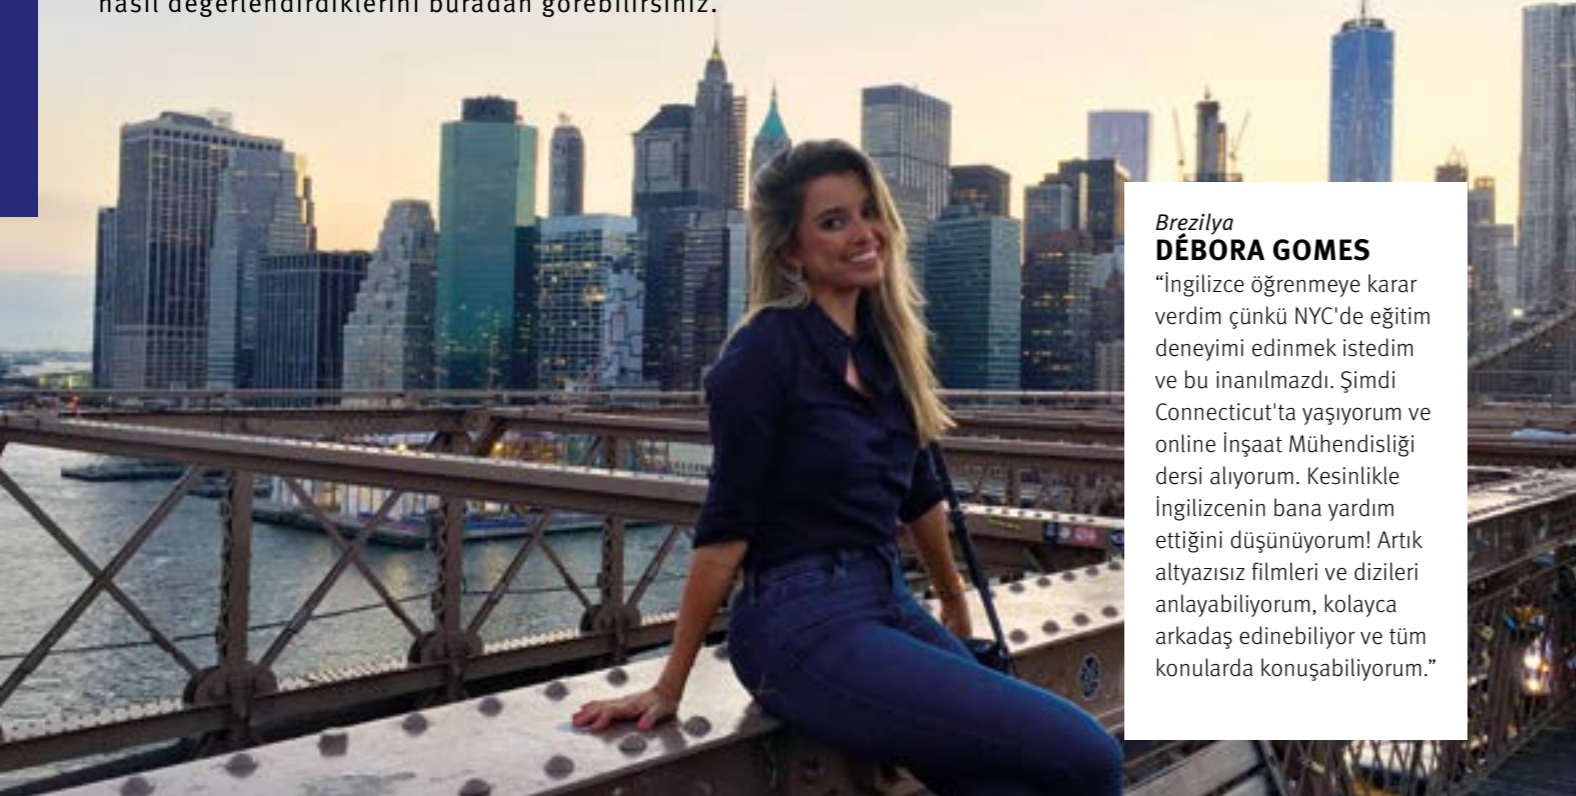 nasıl değerlendirdiklerini buradan görebilirsiniz.
Brezilya
DÉBORA GOMES
“İngilizce öğrenmeye karar
verdim çünkü NYC'de eğitim
deneyimi edinmek istedim
ve bu inanılmazdı. Şimdi
Connecticut'ta yaşıyorum ve
online İnşaat Mühendisliği
dersi alıyorum. Kesinlikle
İngilizcenin bana yardım
ettiğini düşünüyorum! Artık
altyazısız filmleri ve dizileri
anlayabiliyorum, kolayca
arkadaş edinebiliyor ve tüm
konularda konuşabiliyorum.”